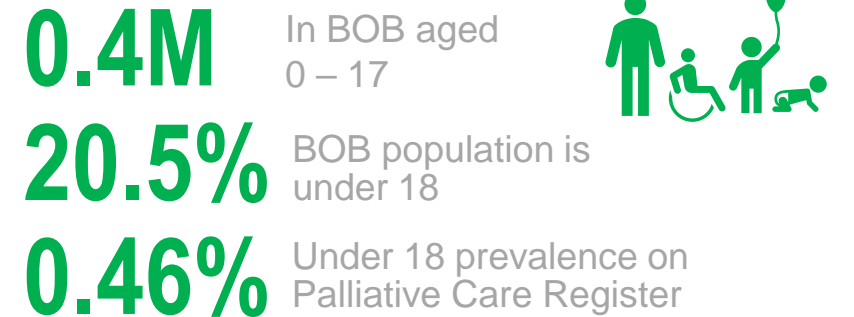 0.4M
In BOB aged
0 – 17
20.5%
BOB population is
under 18
0.46%
Under 18 prevalence on
Palliative Care Register